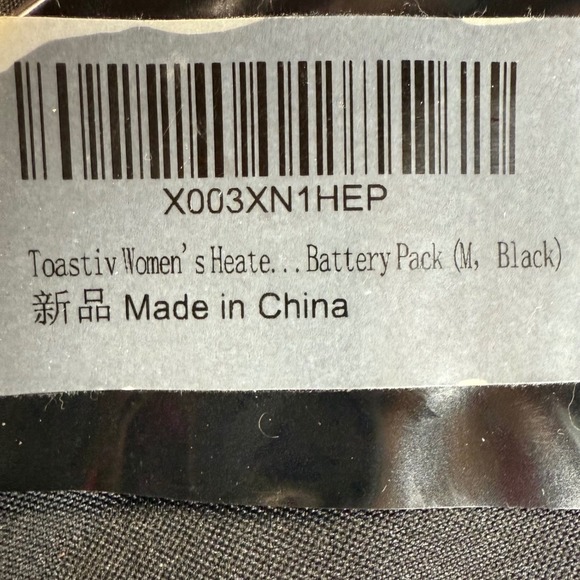 X003XN1HEP
Toastiv Women's Heate...Battery Pack (M, Black)
新品 Made in China